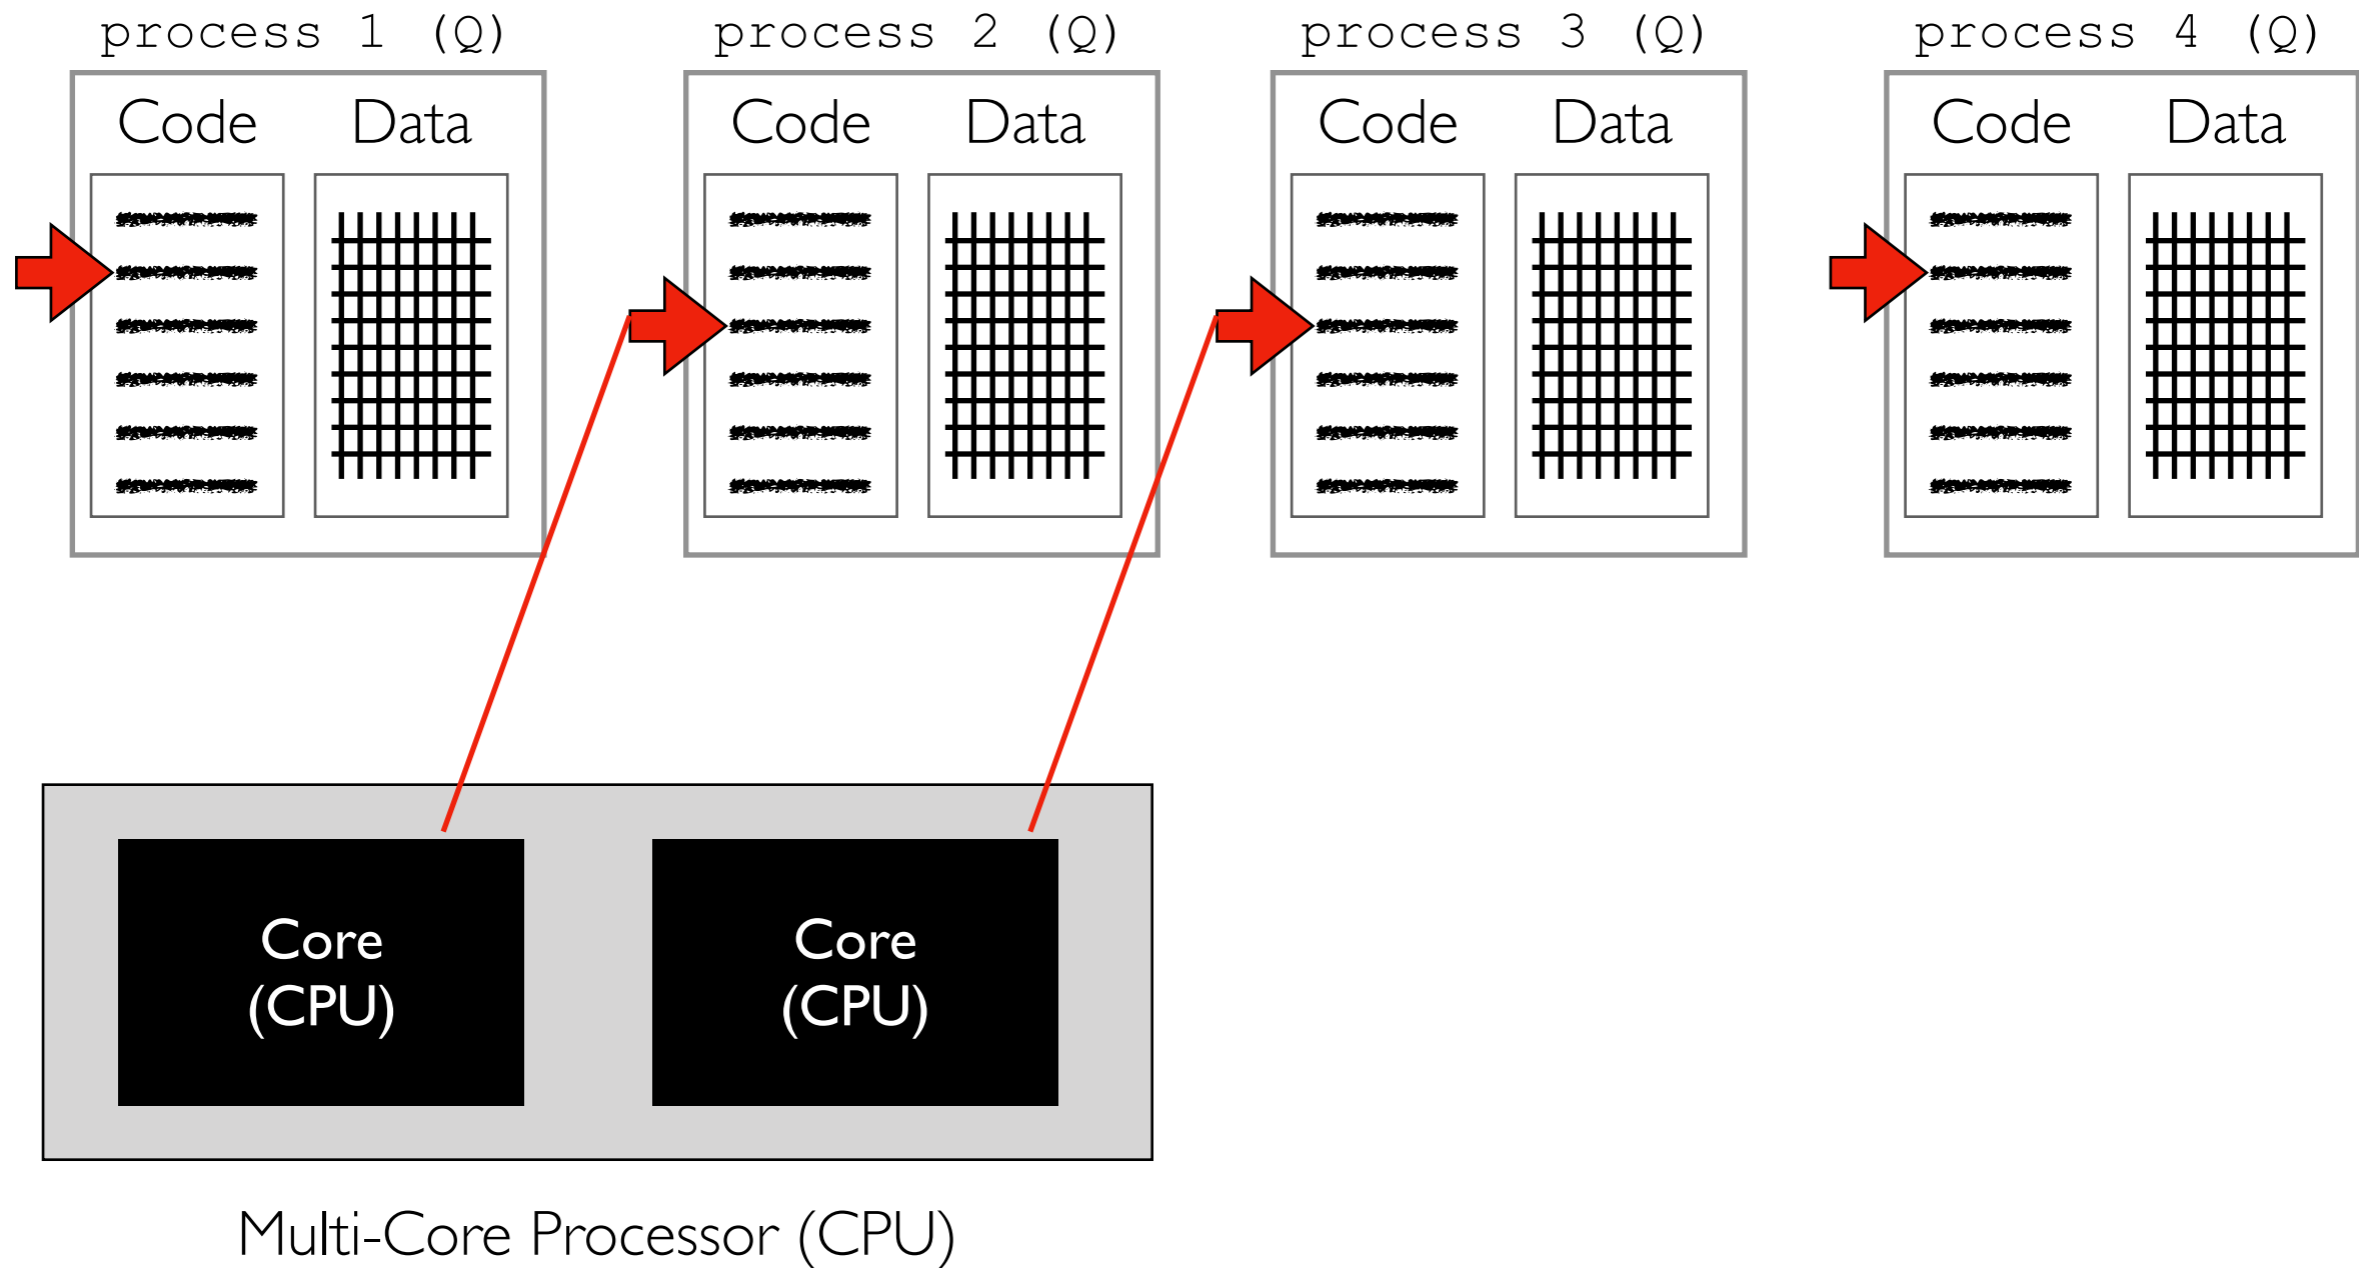 process 1 (Q)
process 2 (Q)
process 3 (Q)
process 4 (Q)
Code Data
Code Data
Code Data
Code Data
Core
(CPU)
Core
(CPU)
Multi-Core Processor (CPU)